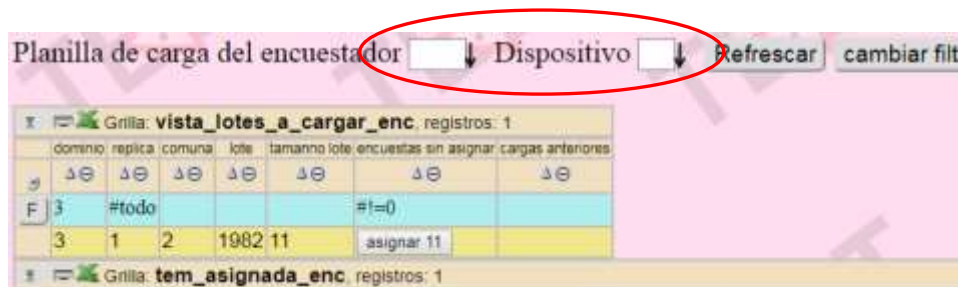 Planilla de carga del encuestador Dispositivo Refrescar cambiar filt
Grilla: vista_lotes_a_cargar_enc, registros: 1
dominio replica comuna lote tamanno lote encuestas sin asignar cargas anteriores
F 3 #todo #!=0
3 1 2 1982 11 asignar 11
Grilla: tem_asignada_enc, registros: 1